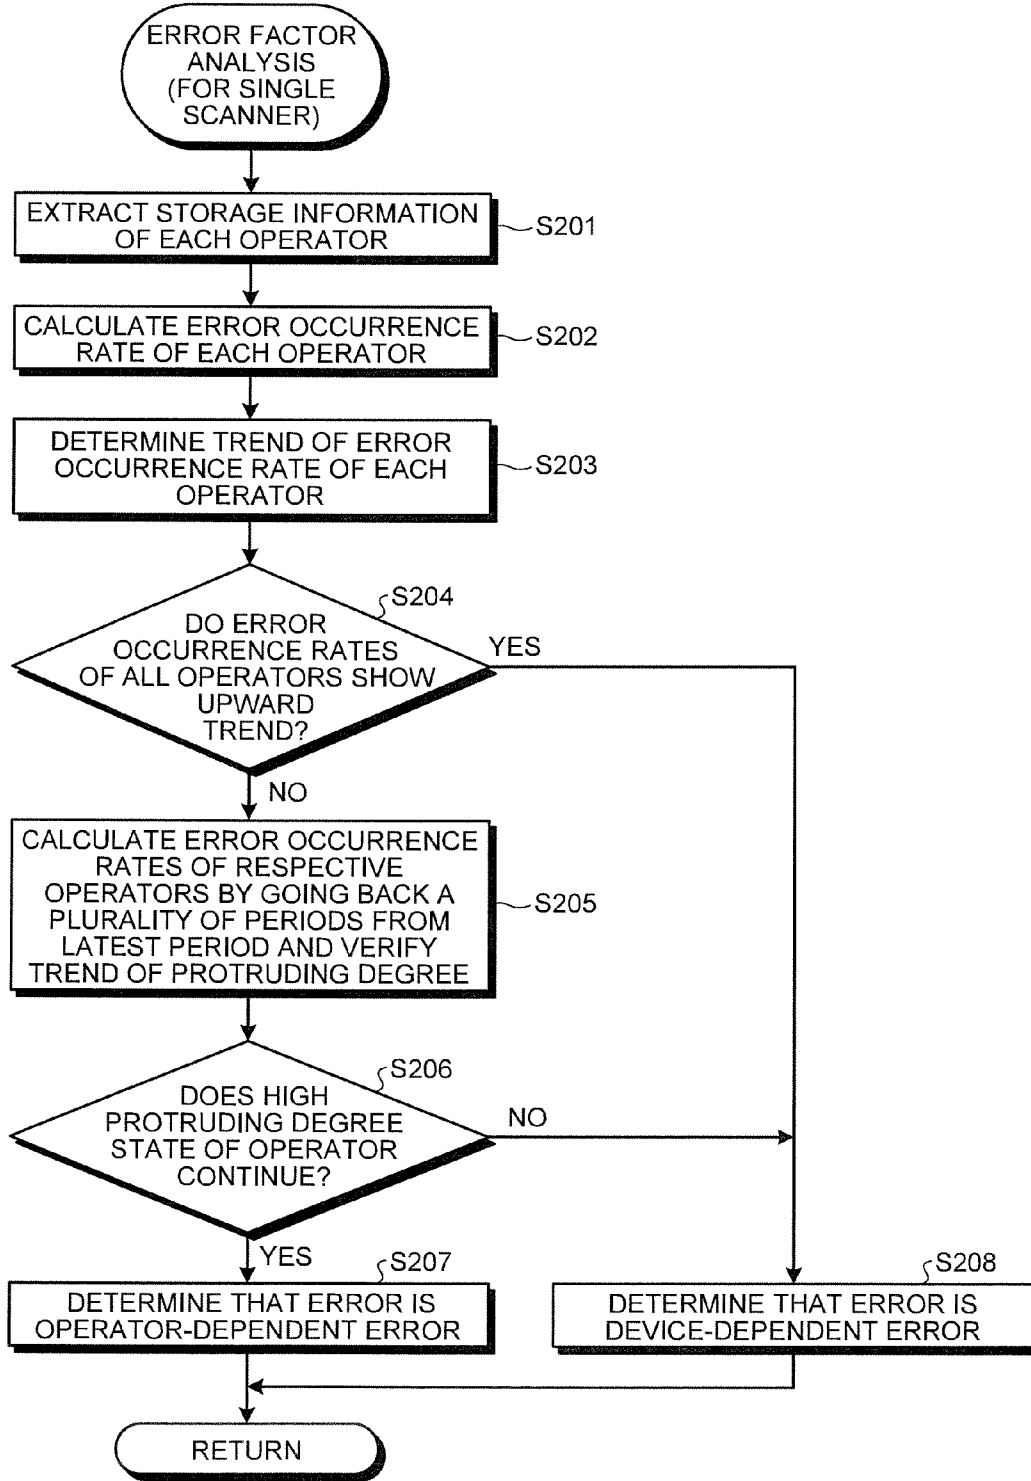 ERROR FACTOR
ANALYSIS
(FOR SINGLE
SCANNER)
EXTRACT STORAGE INFORMATION
OF EACH OPERATOR
S201
CALCULATE ERROR OCCURRENCE
RATE OF EACH OPERATOR
S202
DETERMINE TREND OF ERROR
OCCURRENCE RATE OF EACH
OPERATOR
S203
S204
DO ERROR
OCCURRENCE RATES
OF ALL OPERATORS SHOW
UPWARD
TREND?
YES
NO
CALCULATE ERROR OCCURRENCE
RATES OF RESPECTIVE
OPERATORS BY GOING BACK A
PLURALITY OF PERIODS FROM
LATEST PERIOD AND VERIFY
TREND OF PROTRUDING DEGREE
S205
S206
DOES HIGH
PROTRUDING DEGREE
STATE OF OPERATOR
CONTINUE?
NO
YES
S207
DETERMINE THAT ERROR IS
OPERATOR-DEPENDENT ERROR
S208
DETERMINE THAT ERROR IS
DEVICE-DEPENDENT ERROR
RETURN